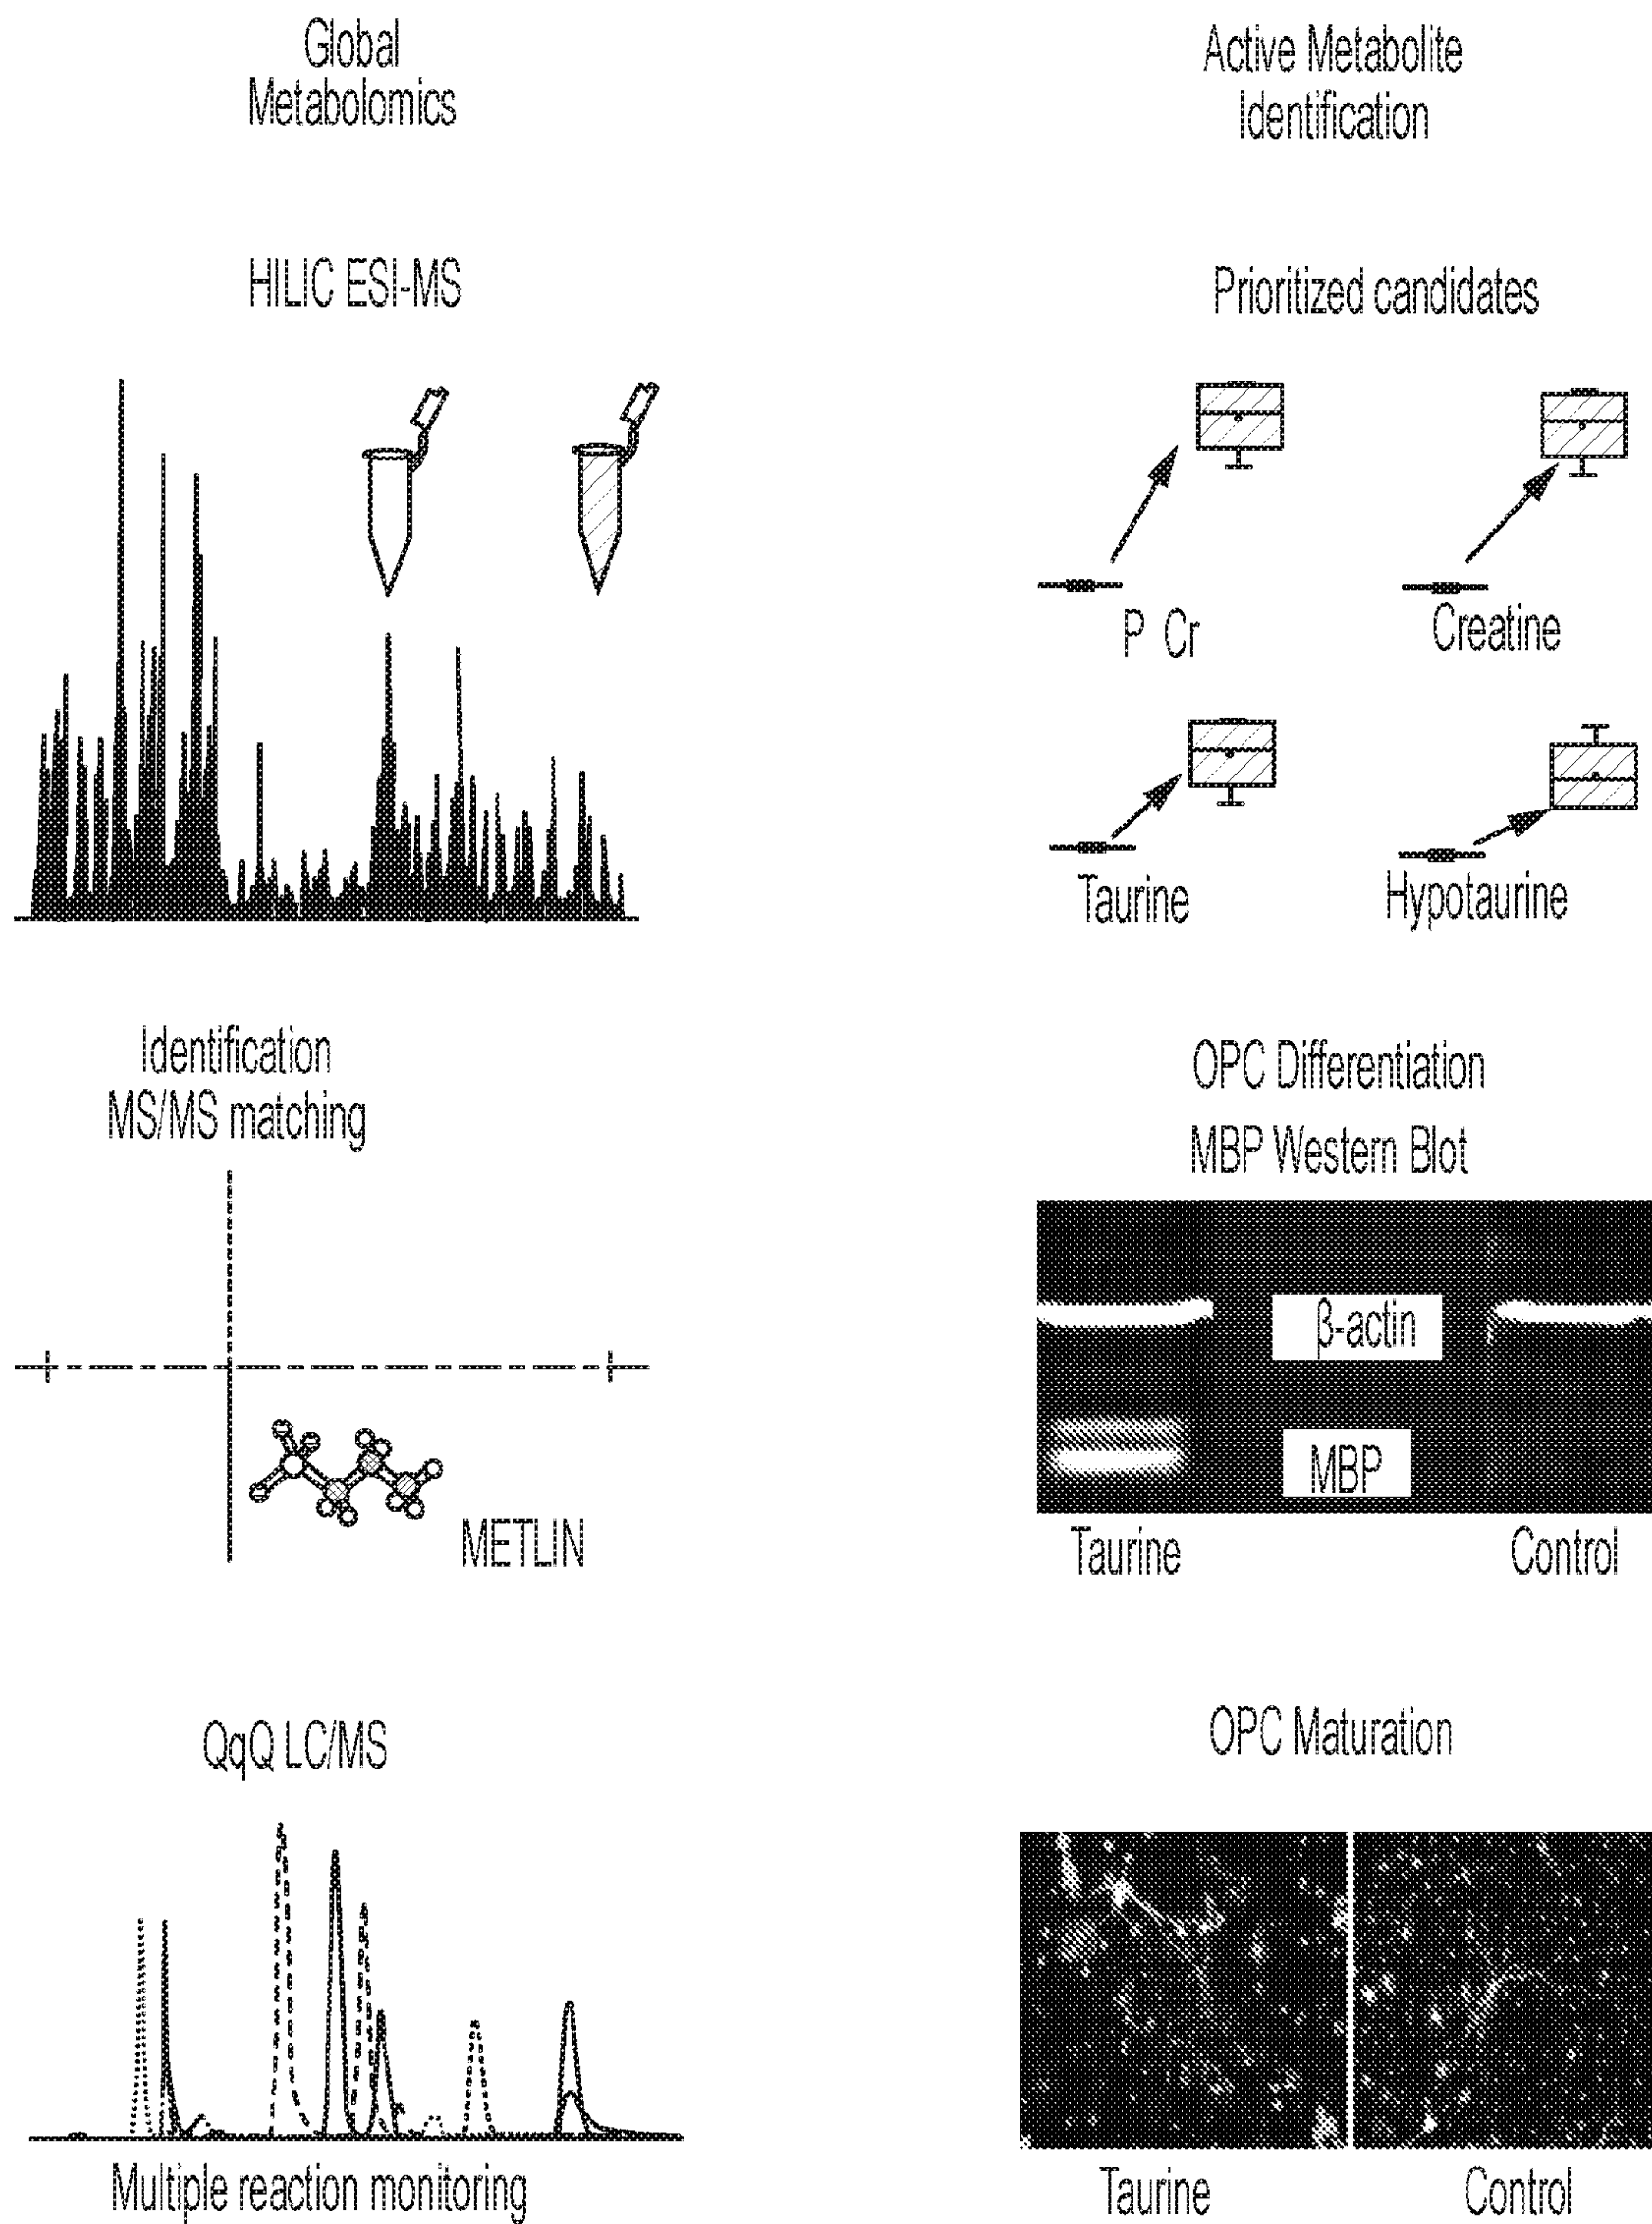 Global
Metabolomics
HILIC ESI-MS
Identification
MS/MS matching
METLIN
QqQ LC/MS
Multiple reaction monitoring
Active Metabolite
Identification
Prioritized candidates
P Cr
Creatine
Taurine
Hypotaurine
OPC Differentiation
MBP Western Blot
β-actin
MBP
Taurine
Control
OPC Maturation
Taurine
Control